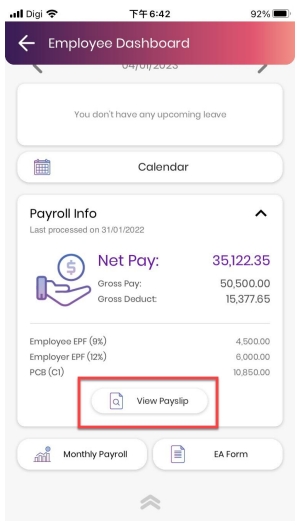 Digi 下午6:42 92%
Employee Dashboard
04/01/2023
You don't have any upcoming leave
Calendar
Payroll Info
Last processed on 31/01/2022
Net Pay: 35,122.35
Gross Pay: 50,500.00
Gross Deduct: 15,377.65
Employee EPF (9%) 4,500.00
Employer EPF (12%) 6,000.00
PCB (C1) 10,850.00
View Payslip
Monthly Payroll EA Form